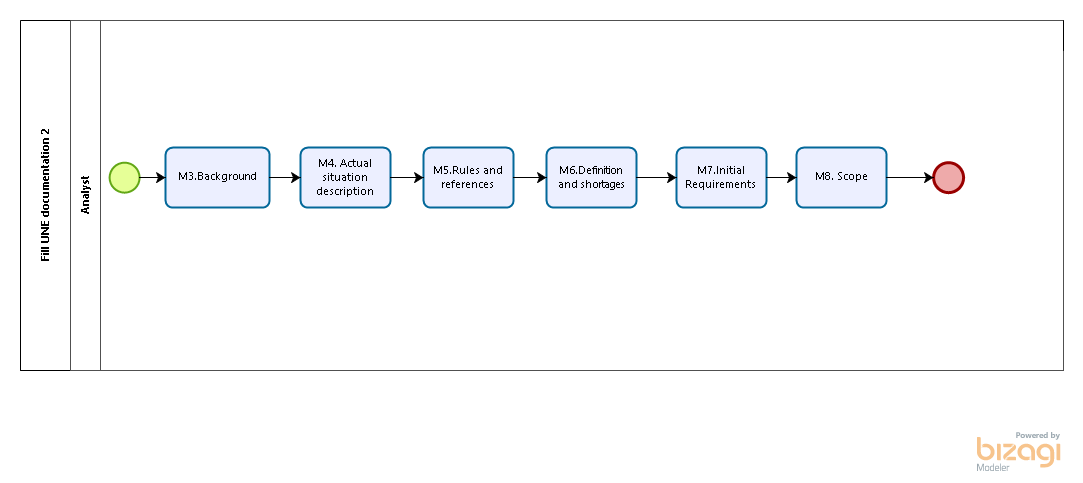 Fill UNE documentation 2
Analyst
M3.Background
M4. Actual
situation
description
M5.Rules and
references
M6.Definition
and shortages
M7.Initial
Requirements
M8. Scope
Powered by
bizagi
Modeler